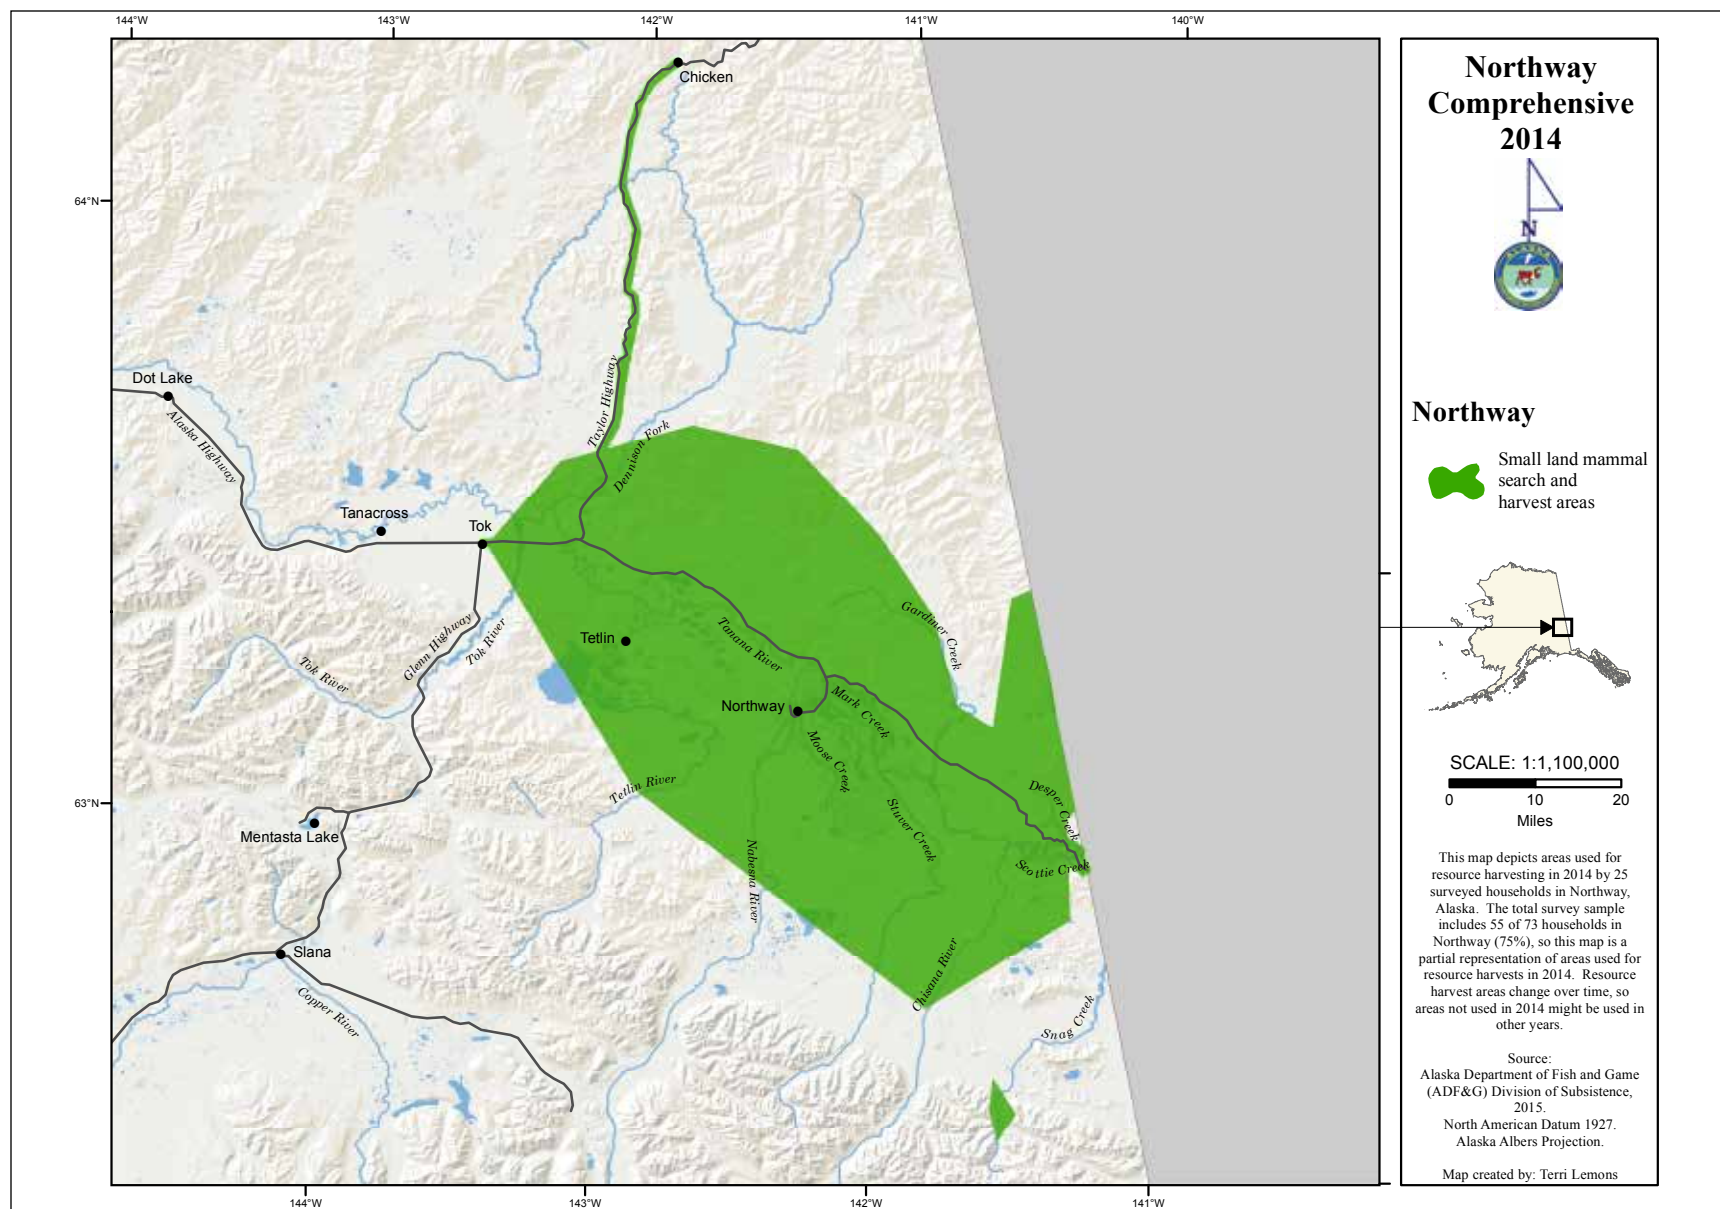 144°W
143°W
142°W
141°W
140°W
Chicken
64°N
Taylor Highway
Dennison Fork
Dot Lake
Alaska Highway
Tanacross
Tok
Glenn Highway
Tok River
Tok River
Tetlin
Tanana River
Gardiner Creek
Northway
Mark Creek
Moose Creek
Tetlin River
Stuver Creek
Desper Creek
Scottie Creek
63°N
Mentasta Lake
Nabesna River
Slana
Copper River
Chisana River
Snag Creek
144°W
143°W
142°W
141°W
Northway
Comprehensive
2014
N
Northway
Small land mammal
search and
harvest areas
SCALE: 1:1,100,000
0 10 20
Miles
This map depicts areas used for
resource harvesting in 2014 by 25
surveyed households in Northway,
Alaska. The total survey sample
includes 55 of 73 households in
Northway (75%), so this map is a
partial representation of areas used for
resource harvests in 2014. Resource
harvest areas change over time, so
areas not used in 2014 might be used in
other years.
Source:
Alaska Department of Fish and Game
(ADF&G) Division of Subsistence,
2015.
North American Datum 1927.
Alaska Albers Projection.
Map created by: Terri Lemons